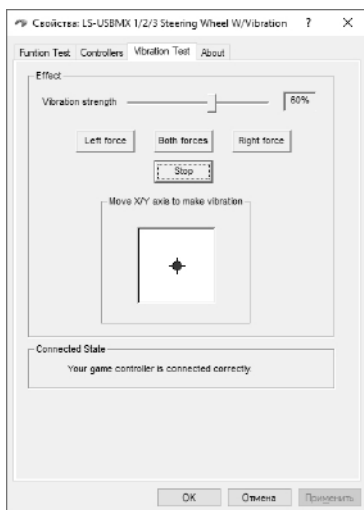 Свойства: LS-USBMX 1/2/3 Steering Wheel W/Vibration ? X
Funtion Test Controllers Vibration Test About
Effect
Vibration strength 60%
Left force Both forces Right force
Stop
Move X/Y axis to make vibration
Connected State
Your game controller is connected correctly.
OK Отмена Применить